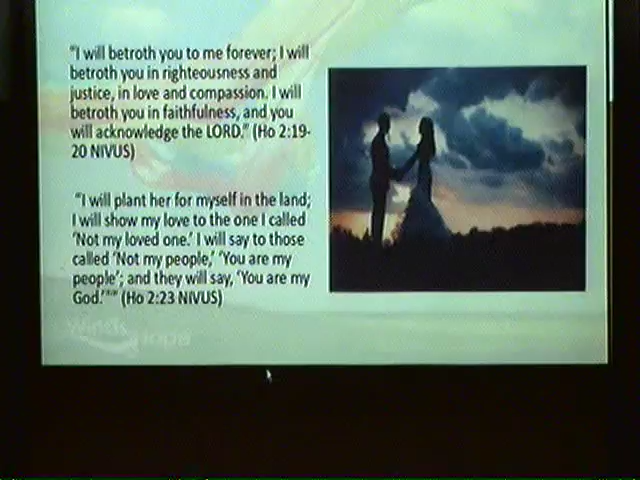 "I will betroth you to me forever; I will
betroth you in righteousness and
justice, in love and compassion. I will
betroth you in faithfulness, and you
will acknowledge the LORD." (Ho 2:19-
20 NIVUS)
"I will plant her for myself in the land;
I will show my love to the one I called
'Not my loved one.' I will say to those
called 'Not my people,' 'You are my
people'; and they will say, 'You are my
God.'"" (Ho 2:23 NIVUS)
Winds
Hope